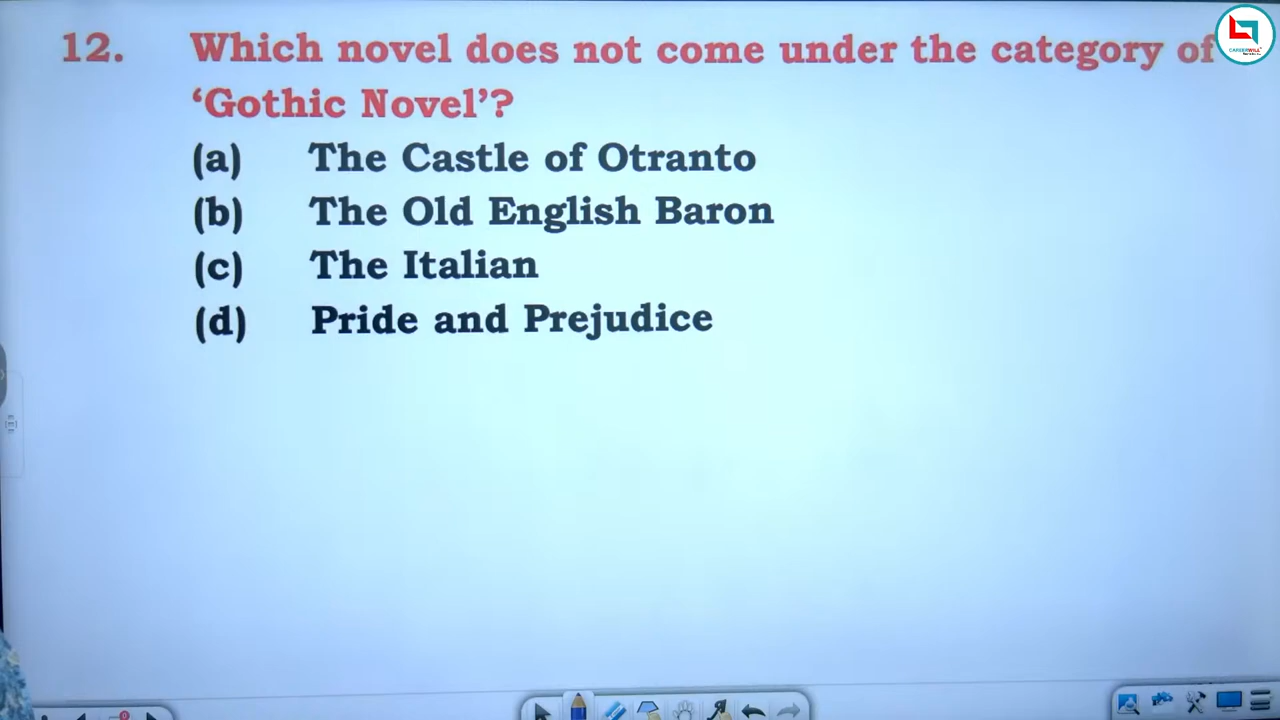 12. Which novel does not come under the category of
‘Gothic Novel’?
(a) The Castle of Otranto
(b) The Old English Baron
(c) The Italian
(d) Pride and Prejudice
CAREERWILL